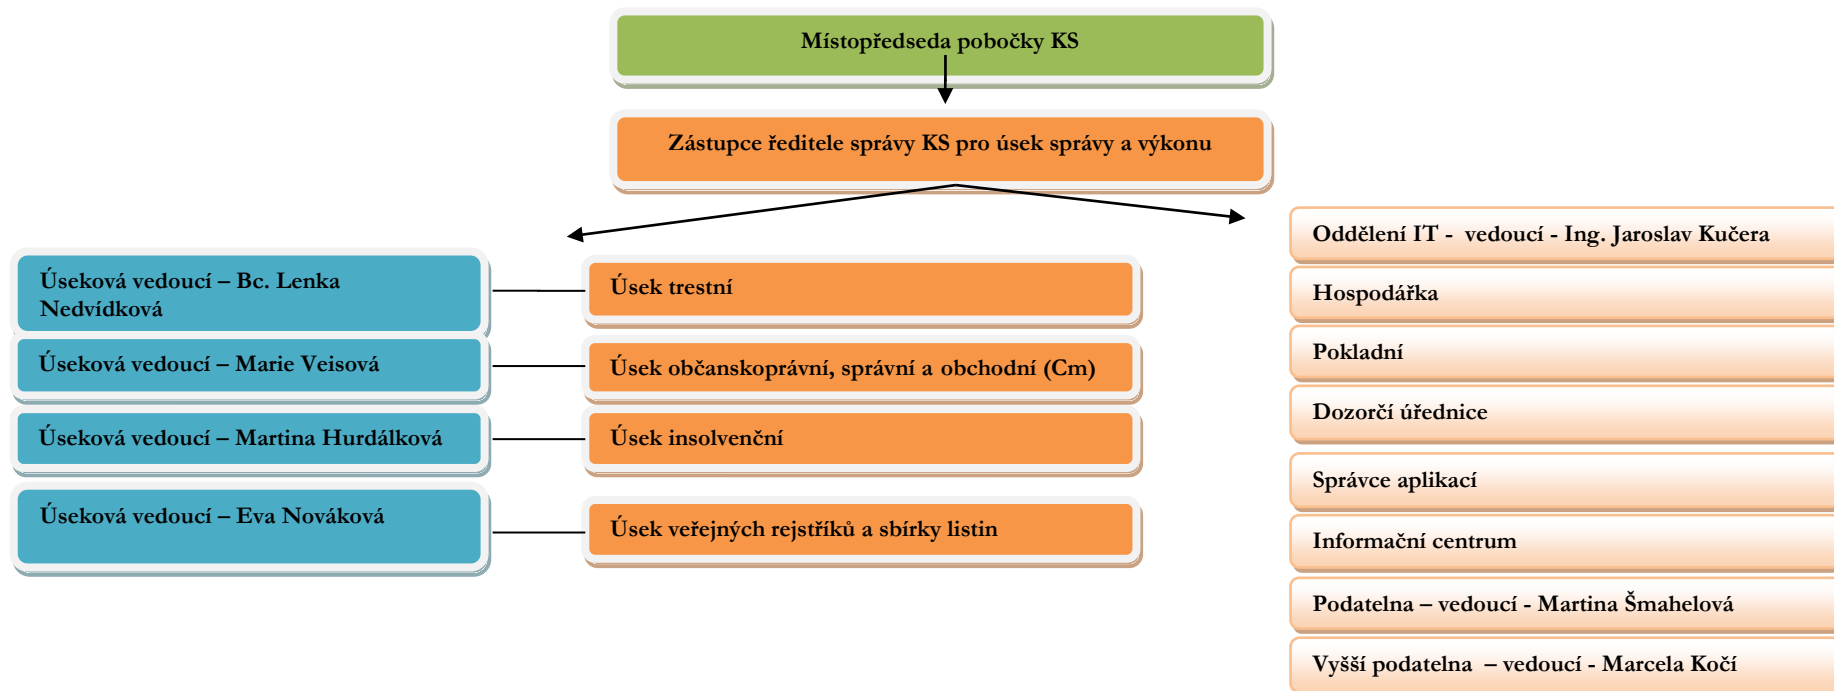 Místopředseda pobočky KS
Zástupce ředitele správy KS pro úsek správy a výkonu
Úseková vedoucí – Bc. Lenka
Nedvídková
Úsek trestní
Úseková vedoucí – Marie Veisová
Úsek občanskoprávní, správní a obchodní (Cm)
Úseková vedoucí – Martina Hurdálková
Úsek insolvenční
Úseková vedoucí – Eva Nováková
Úsek veřejných rejstříků a sbírky listin
Oddělení IT - vedoucí - Ing. Jaroslav Kučera
Hospodářka
Pokladní
Dozorčí úřednice
Správce aplikací
Informační centrum
Podatelna – vedoucí - Martina Šmahelová
Vyšší podatelna – vedoucí - Marcela Kočí